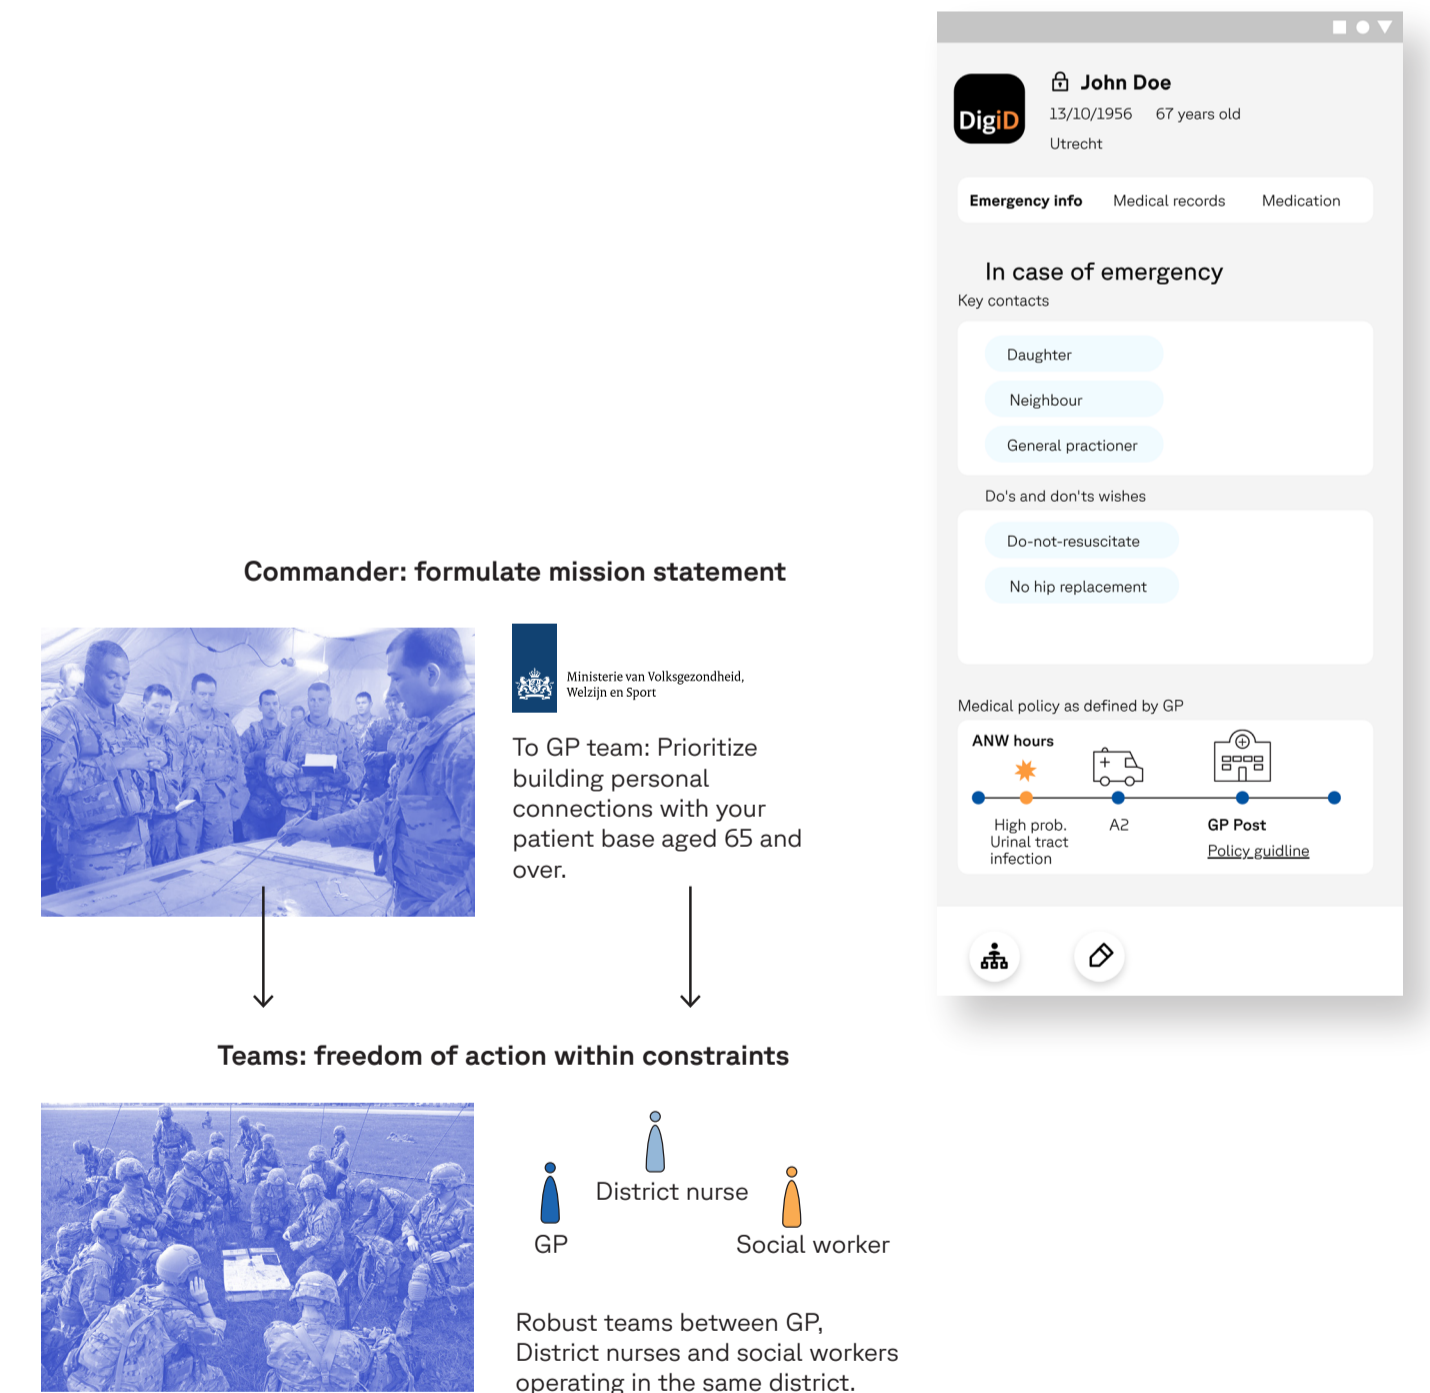 Commander: formulate mission statement
Ministerie van Volksgezondheid,
Welzijn en Sport
To GP team: Prioritize
building personal
connections with your
patient base aged 65 and
over.
Teams: freedom of action within constraints
District nurse
GP
Social worker
Robust teams between GP,
District nurses and social workers
operating in the same district.
DigiD
John Doe
13/10/1956 67 years old
Utrecht
Emergency info Medical records Medication
In case of emergency
Key contacts
Daughter
Neighbour
General practioner
Do's and don'ts wishes
Do-not-resuscitate
No hip replacement
Medical policy as defined by GP
ANW hours
High prob.
Urinal tract
infection
A2
GP Post
Policy guidline